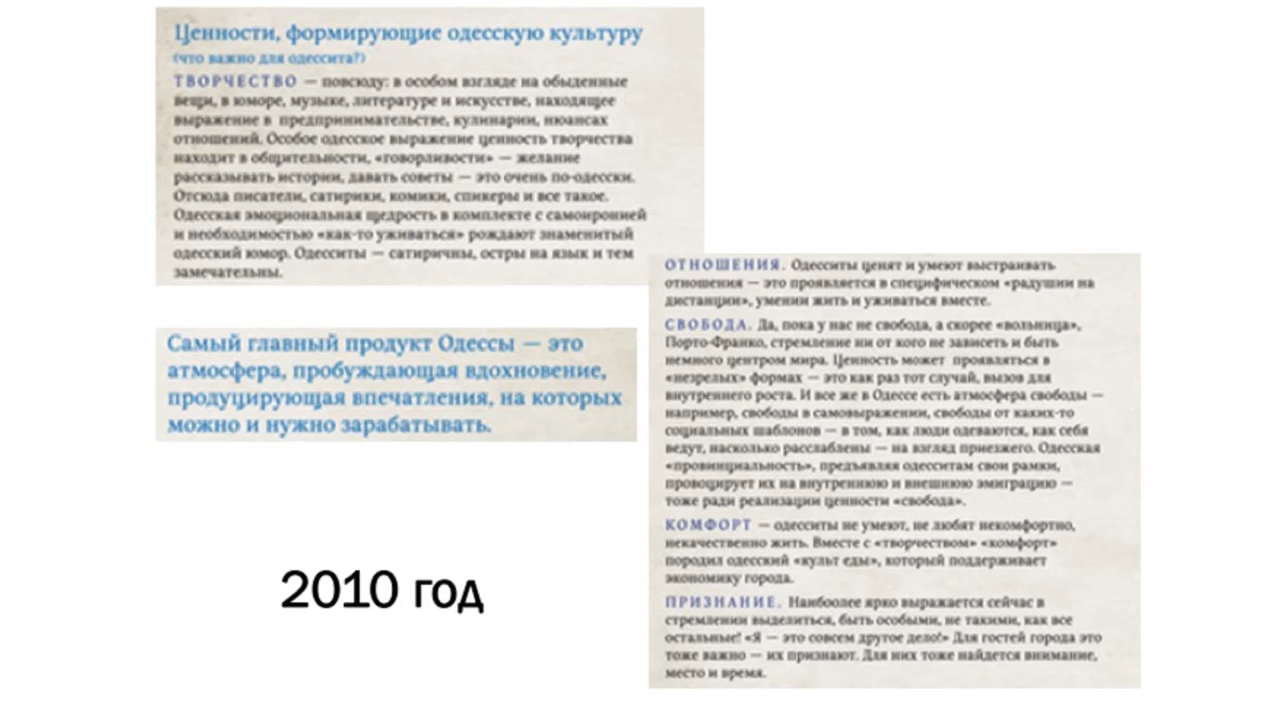 Ценности, формирующие одесскую культуру
(что важно для одессита?)
ТВОРЧЕСТВО — повсюду: в особом взгляде на обыденные
вещи, в юморе, музыке, литературе и искусстве, находящее
выражение в предпринимательстве, кулинарии, нюансах
отношений. Особое одесское выражение ценность творчества
находит в общительности, «говорливости» — желание
рассказывать истории, давать советы — это очень по-одесски.
Отсюда писатели, сатирики, комики, спикеры и все такое.
Одесская эмоциональная щедрость в комплекте с самоиронией
и необходимостью «как-то уживаться» рождают знаменитый
одесский юмор. Одесситы — сатиричны, остры на язык и тем
замечательны.
Самый главный продукт Одессы — это
атмосфера, пробуждающая вдохновение,
продуцирующая впечатления, на которых
можно и нужно зарабатывать.
2010 год
ОТНОШЕНИЯ. Одесситы ценят и умеют выстраивать
отношения — это проявляется в специфическом «радушии на
дистанции», умении жить и уживаться вместе.
СВОБОДА. Да, пока у нас не свобода, а скорее «вольница»,
Порто-Франко, стремление ни от кого не зависеть и быть
немного центром мира. Ценность может проявляться в
«незрелых» формах — это как раз тот случай, вызов для
внутреннего роста. И все же в Одессе есть атмосфера свободы —
например, свободы в самовыражении, свободы от каких-то
социальных шаблонов — в том, как люди одеваются, как себя
ведут, насколько расслаблены — на взгляд приезжего. Одесская
«провинциальность», предъявляя одесситам свои рамки,
провоцирует их на внутреннюю и внешнюю эмиграцию —
тоже ради реализации ценности «свобода».
КОМФОРТ — одесситы не умеют, не любят некомфортно,
некачественно жить. Вместе с «творчеством» «комфорт»
породил одесский «культ еды», который поддерживает
экономику города.
ПРИЗНАНИЕ. Наиболее ярко выражается сейчас в
стремлении выделиться, быть особыми, не такими, как все
остальные! «Я — это совсем другое дело!» Для гостей города это
тоже важно — их признают. Для них тоже найдется внимание,
место и время.